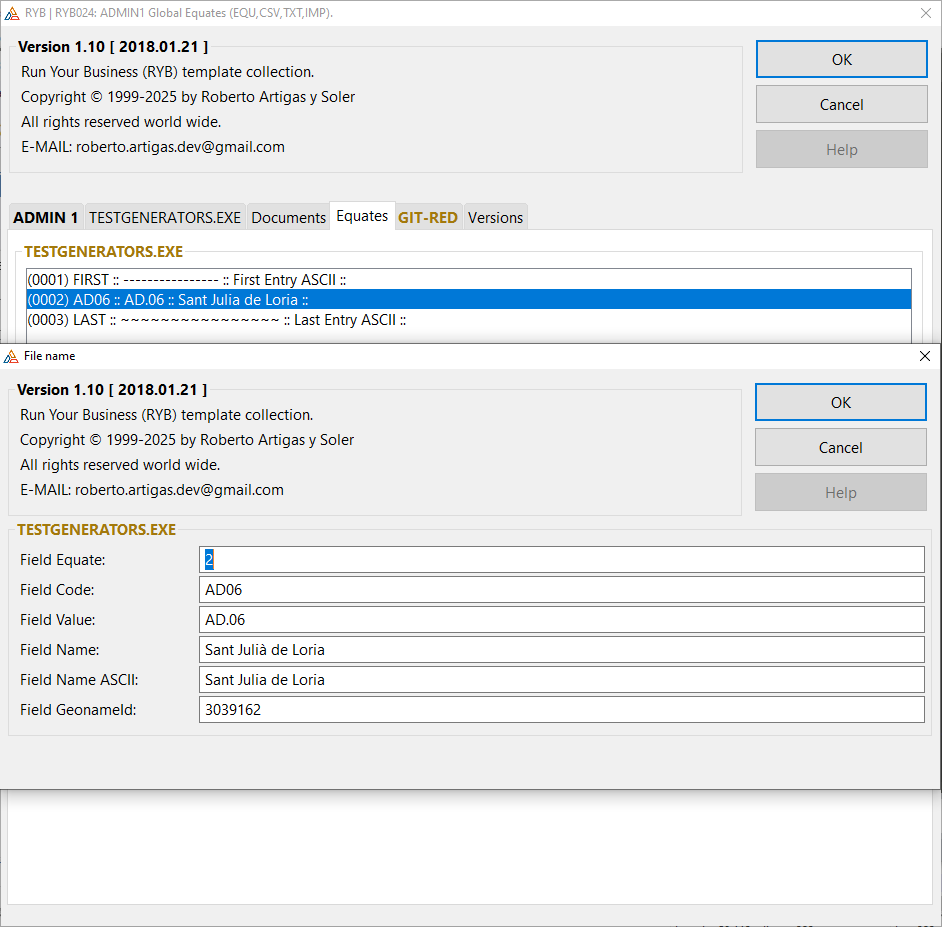 RYB | RYB024: ADMIN1 Global Equates (EQU,CSV,TXT,IMP).
Version 1.10 [ 2018.01.21 ]
Run Your Business (RYB) template collection.
Copyright © 1999-2025 by Roberto Artigas y Soler
All rights reserved world wide.
E-MAIL: roberto.artigas.dev@gmail.com
OK
Cancel
Help
ADMIN 1 TESTGENERATORS.EXE Documents Equates GIT-RED Versions
TESTGENERATORS.EXE
(0001) FIRST :: --------------- :: First Entry ASCII ::
(0002) AD06 :: AD.06 :: Sant Julia de Loria ::
(0003) LAST :: ~~~~~~~~~~~~~~~~ :: Last Entry ASCII ::
File name
Version 1.10 [ 2018.01.21 ]
Run Your Business (RYB) template collection.
Copyright © 1999-2025 by Roberto Artigas y Soler
All rights reserved world wide.
E-MAIL: roberto.artigas.dev@gmail.com
OK
Cancel
Help
TESTGENERATORS.EXE
Field Equate: 2
Field Code: AD06
Field Value: AD.06
Field Name: Sant Julià de Loria
Field Name ASCII: Sant Julia de Loria
Field GeonameId: 3039162